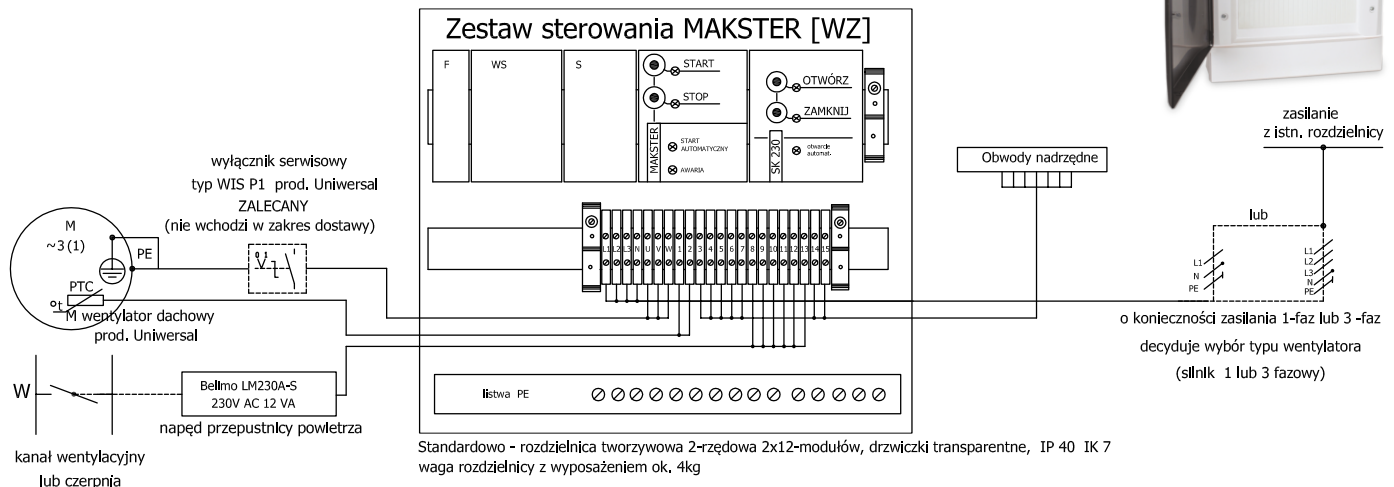 Zestaw sterowania MAKSTER [WZ]
F
WS
S
START
STOP
MAKSTER
START
AUTOMATYCZNY
AWARIA
OTWÓRZ
ZAMKNIJ
SK 230
otwarcie
automat.
zasilanie
z istn. rozdzielnicy
Obwody nadrzędne
lub
L1
N
PE
L1
L2
L3
N
PE
o konieczności zasilania 1-faz lub 3 -faz
decyduje wybór typu wentylatora
(silnik 1 lub 3 fazowy)
wyłącznik serwisowy
typ WIS P1 prod. Uniwersal
ZALECANY
(nie wchodzi w zakres dostawy)
0 1
M
~3 (1)
PE
PTC
t
M wentylator dachowy
prod. Uniwersal
L1 L2 L3 N U V W 1 2 3 4 5 6 7 8 9 10 11 12 13 14 15
W
Belimo LM230A-S
230V AC 12 VA
napęd przepustnicy powietrza
kanał wentylacyjny
lub czerpnia
listwa PE
Standardowo - rozdzielnica tworzywowa 2-rzędowa 2x12-modułów, drzwiczki transparentne, IP 40 IK 7
waga rozdzielnicy z wyposażeniem ok. 4kg